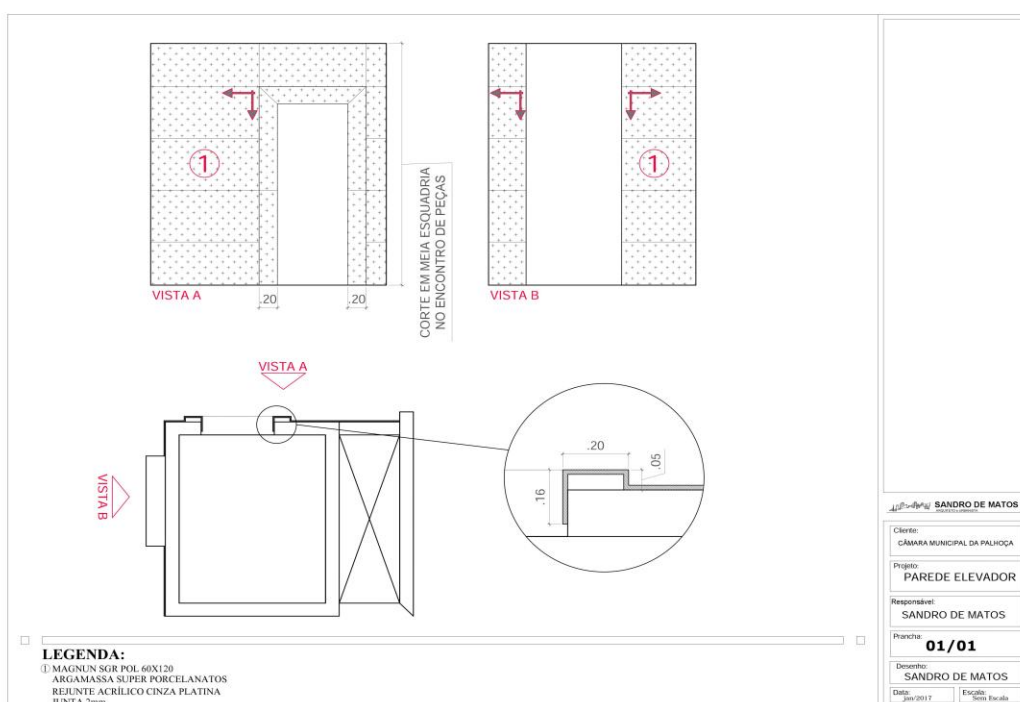 1
VISTA A
.20
.20
CORTE EM MEIA ESQUADRIA
NO ENCONTRO DE PEÇAS
1
VISTA B
VISTA A
VISTA B
.20
.05
.16
SANDRO DE MATOS
Cliente:
CÂMARA MUNICIPAL DA PALHOÇA
Projeto:
PAREDE ELEVADOR
Responsável:
SANDRO DE MATOS
Prancha:
01/01
Desenho:
SANDRO DE MATOS
Data:
jan/2017
Escala:
Sem Escala
LEGENDA:
① MAGNUN SGR POL 60X120
ARGAMASSA SUPER PORCELANATOS
REJUNTE ACRÍLICO CINZA PLATINA
JUNTA 2mm